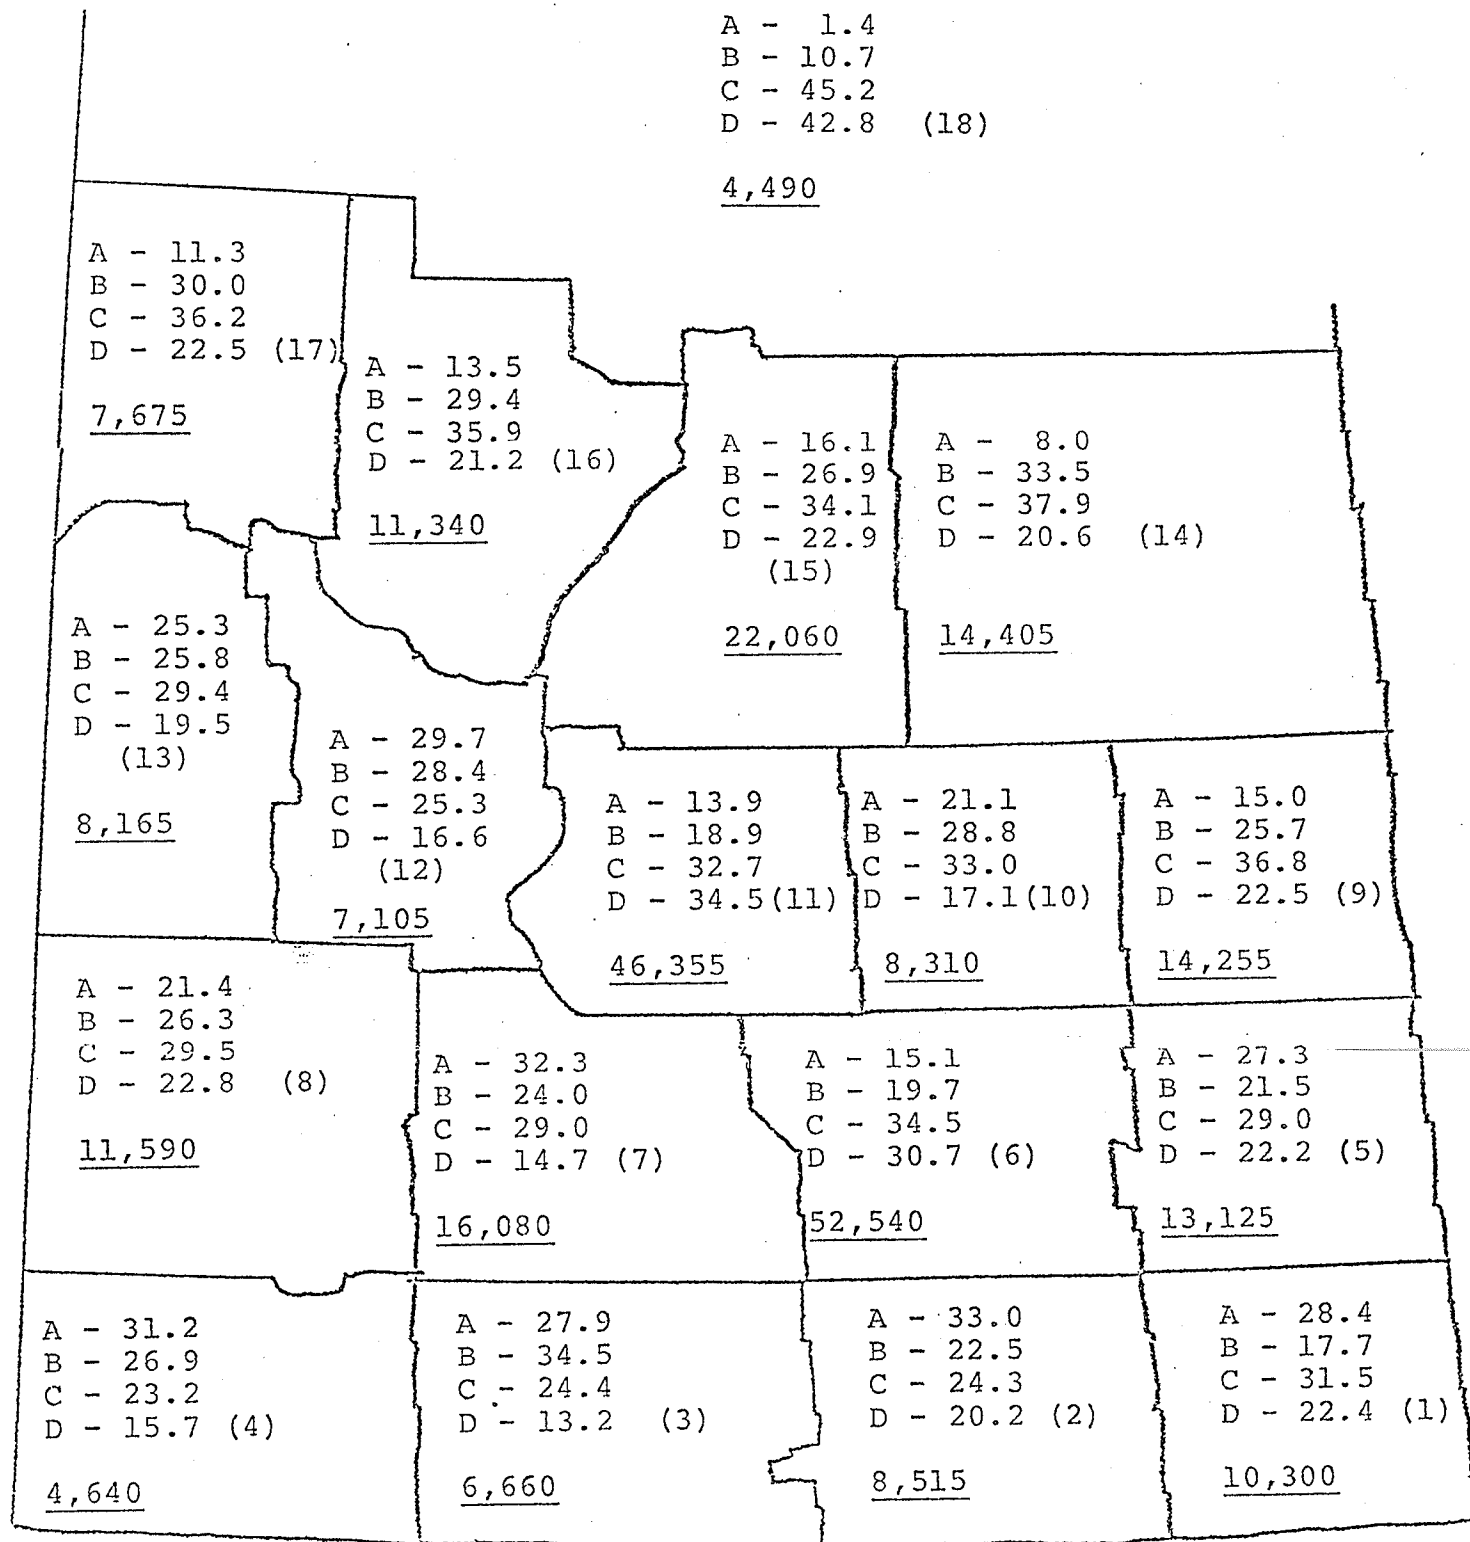 A - 1.4
B - 10.7
C - 45.2
D - 42.8 (18)
4,490
A - 11.3
B - 30.0
C - 36.2
D - 22.5 (17)
7,675
A - 13.5
B - 29.4
C - 35.9
D - 21.2 (16)
11,340
A - 16.1
B - 26.9
C - 34.1
D - 22.9
(15)
22,060
A - 8.0
B - 33.5
C - 37.9
D - 20.6 (14)
14,405
A - 25.3
B - 25.8
C - 29.4
D - 19.5
(13)
8,165
A - 29.7
B - 28.4
C - 25.3
D - 16.6
(12)
7,105
A - 13.9
B - 18.9
C - 32.7
D - 34.5(11)
46,355
A - 21.1
B - 28.8
C - 33.0
D - 17.1(10)
8,310
A - 15.0
B - 25.7
C - 36.8
D - 22.5 (9)
14,255
A - 21.4
B - 26.3
C - 29.5
D - 22.8 (8)
11,590
A - 32.3
B - 24.0
C - 29.0
D - 14.7 (7)
16,080
A - 15.1
B - 19.7
C - 34.5
D - 30.7 (6)
52,540
A - 27.3
B - 21.5
C - 29.0
D - 22.2 (5)
13,125
A - 31.2
B - 26.9
C - 23.2
D - 15.7 (4)
4,640
A - 27.9
B - 34.5
C - 24.4
D - 13.2 (3)
6,660
A - 33.0
B - 22.5
C - 24.3
D - 20.2 (2)
8,515
A - 28.4
B - 17.7
C - 31.5
D - 22.4 (1)
10,300